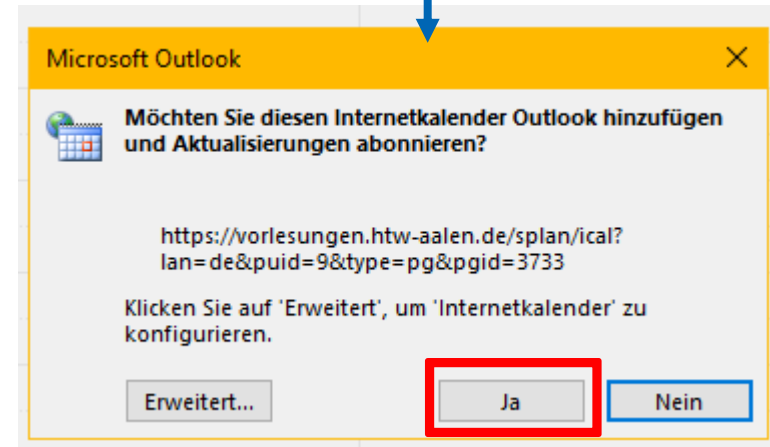 Microsoft Outlook
Möchten Sie diesen Internetkalender Outlook hinzufügen
und Aktualisierungen abonnieren?
https://vorlesungen.htw-aalen.de/splan/ical?
lan=de&puid=9&type=pg&pgid=3733
Klicken Sie auf 'Erweitert', um 'Internetkalender' zu
konfigurieren.
Erweitert... Ja Nein